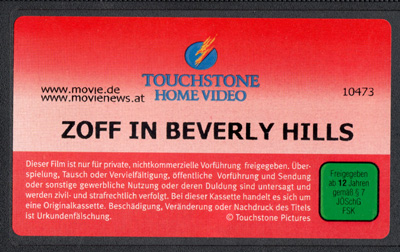 TOUCHSTONE
HOME VIDEO
www.movie.de
www.movienews.at
10473
ZOFF IN BEVERLY HILLS
Dieser Film ist nur für private, nichtkommerzielle Vorführung freigegeben. Über-
spielung, Tausch oder Vervielfältigung, öffentliche Vorführung und Sendung
oder sonstige gewerbliche Nutzung oder deren Duldung sind untersagt und
werden zivil- und strafrechtlich verfolgt. Bei dieser Kassette handelt es sich um
eine Originalkassette. Beschädigung, Veränderung oder Nachdruck des Titels
ist Urkundenfälschung.
© Touchstone Pictures
Freigegeben
ab 12 Jahren
gemäß § 7
JÖSchG
FSK